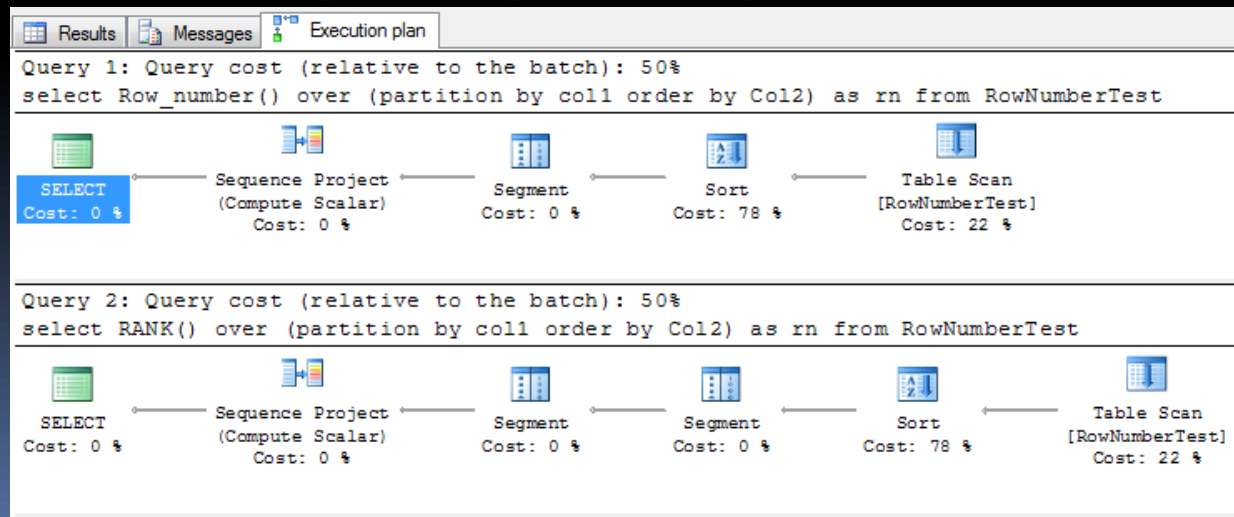 Results Messages Execution plan
Query 1: Query cost (relative to the batch): 50%
select Row_number() over (partition by col1 order by Col2) as rn from RowNumberTest
SELECT
Cost: 0 %
Sequence Project
(Compute Scalar)
Cost: 0 %
Segment
Cost: 0 %
Sort
Cost: 78 %
Table Scan
[RowNumberTest]
Cost: 22 %
Query 2: Query cost (relative to the batch): 50%
select RANK() over (partition by col1 order by Col2) as rn from RowNumberTest
SELECT
Cost: 0 %
Sequence Project
(Compute Scalar)
Cost: 0 %
Segment
Cost: 0 %
Segment
Cost: 0 %
Sort
Cost: 78 %
Table Scan
[RowNumberTest]
Cost: 22 %